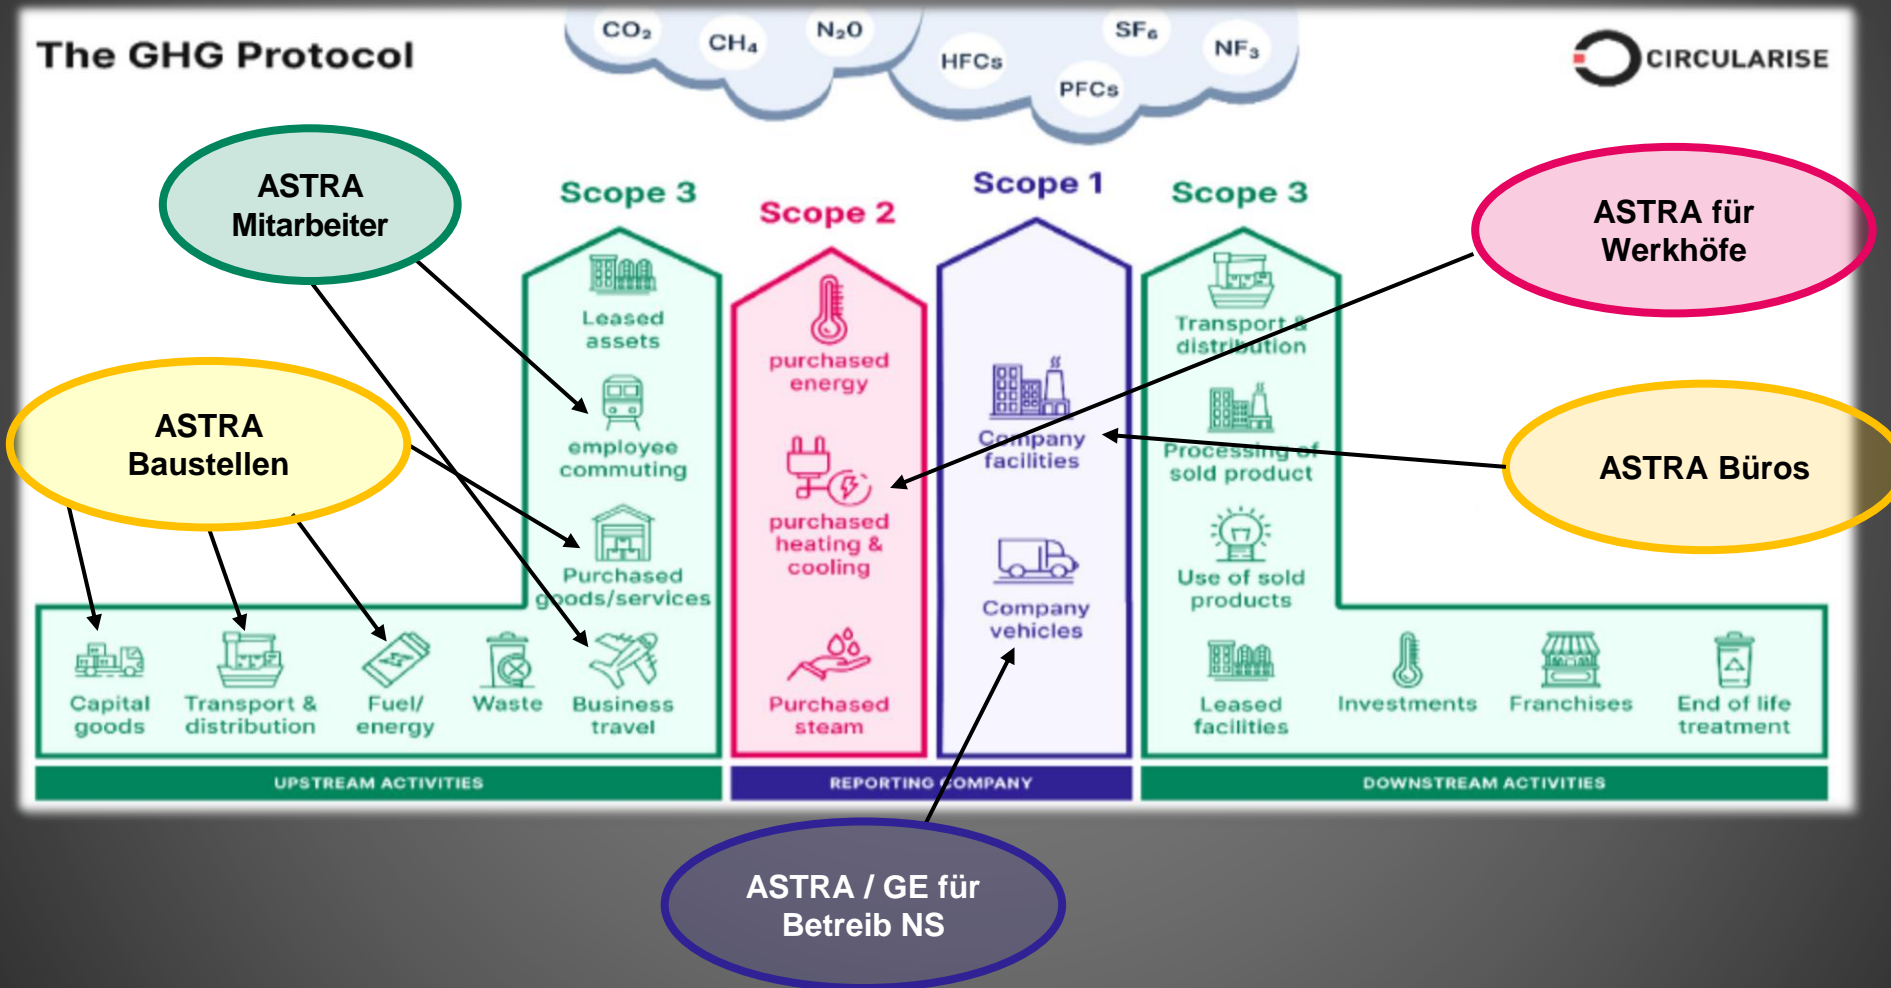 The GHG Protocol
CO₂
CH₄
N₂0
HFCs
PFCs
SF₆
NF₃
CIRCULARISE
ASTRA
Mitarbeiter
ASTRA
Baustellen
ASTRA für
Werkhöfe
ASTRA Büros
ASTRA / GE für
Betreib NS
Scope 3
Leased
assets
employee
commuting
Purchased
goods/services
Capital
goods
Transport &
distribution
Fuel/
energy
Waste
Business
travel
UPSTREAM ACTIVITIES
Scope 2
purchased
energy
purchased
heating &
cooling
Purchased
steam
Scope 1
Company
facilities
Company
vehicles
REPORTING COMPANY
Scope 3
Transport &
distribution
Processing of
sold product
Use of sold
products
Leased
facilities
Investments
Franchises
End of life
treatment
DOWNSTREAM ACTIVITIES